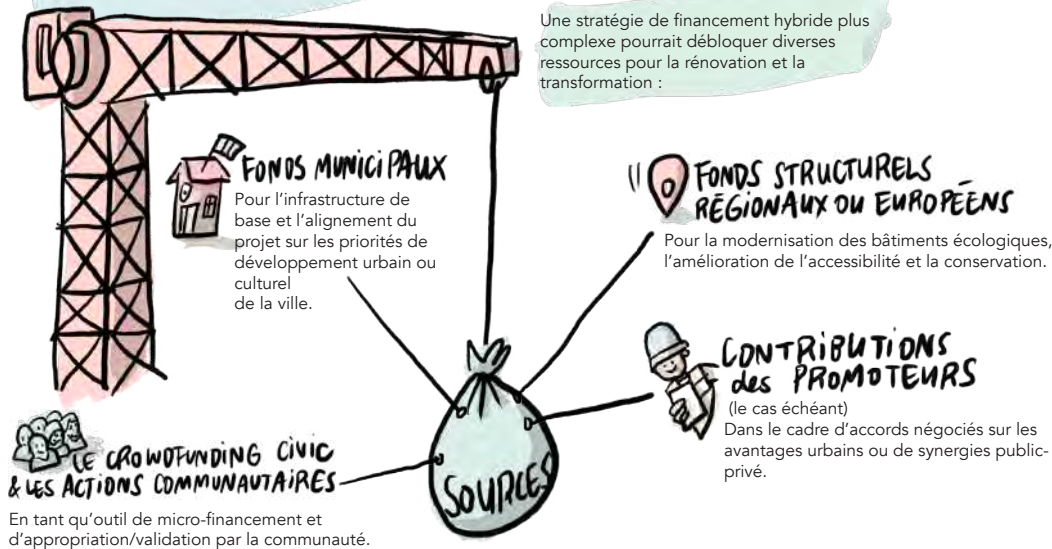 Une stratégie de financement hybride plus
complexe pourrait débloquer diverses
ressources pour la rénovation et la
transformation :
FONDS MUNICIPAUX
Pour l'infrastructure de
base et l'alignement du
projet sur les priorités de
développement urbain ou
culturel
de la ville.
FONDS STRUCTURELS
RÉGIONAUX OU EUROPÉENS
Pour la modernisation des bâtiments écologiques,
l'amélioration de l'accessibilité et la conservation.
CONTRIBUTIONS
des PROMOTEURS
(le cas échéant)
Dans le cadre d'accords négociés sur les
avantages urbains ou de synergies public-
privé.
LE CROWDFUNDING CIVIC
& LES ACTIONS COMMUNAUTAIRES
En tant qu'outil de micro-financement et
d'appropriation/validation par la communauté.
SOURCES